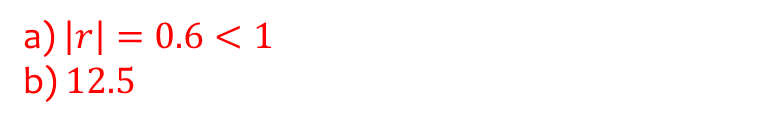 a) |r| = 0.6 < 1
b) 12.5